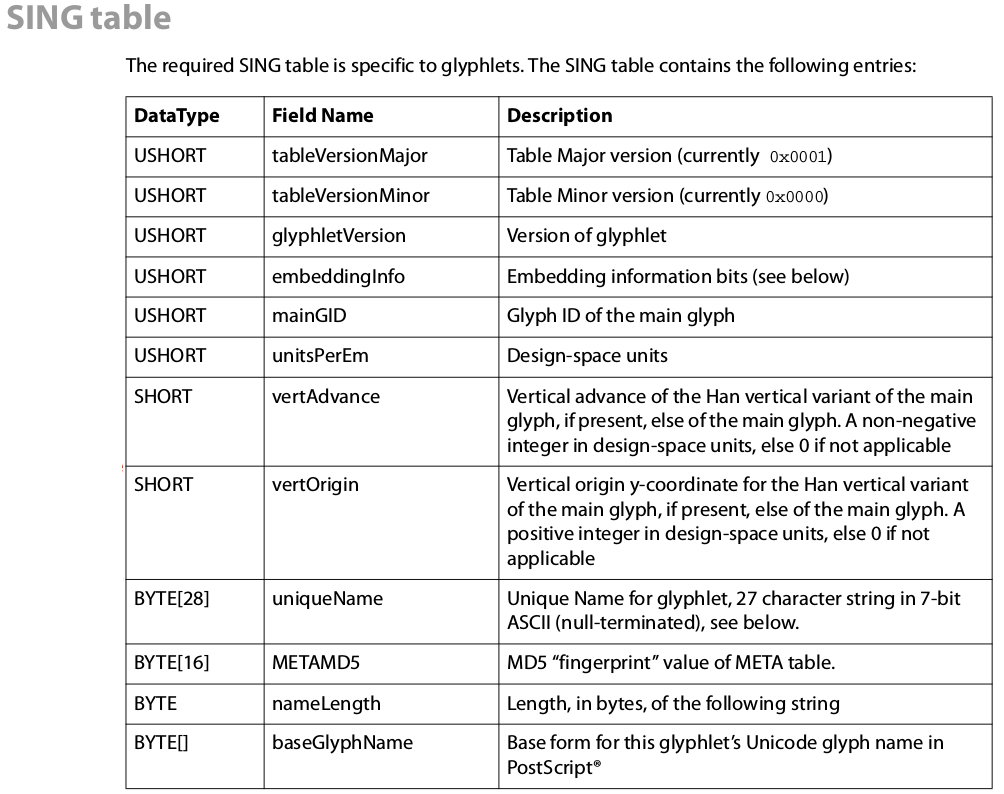 SING table
The required SING table is specific to glyphlets. The SING table contains the following entries:
DataType Field Name Description
USHORT tableVersionMajor Table Major version (currently 0x0001)
USHORT tableVersionMinor Table Minor version (currently 0x0000)
USHORT glyphletVersion Version of glyphlet
USHORT embeddingInfo Embedding information bits (see below)
USHORT mainGID Glyph ID of the main glyph
USHORT unitsPerEm Design-space units
SHORT vertAdvance Vertical advance of the Han vertical variant of the main
glyph, if present, else of the main glyph. A non-negative
integer in design-space units, else 0 if not applicable
SHORT vertOrigin Vertical origin y-coordinate for the Han vertical variant
of the main glyph, if present, else of the main glyph. A
positive integer in design-space units, else 0 if not
applicable
BYTE[28] uniqueName Unique Name for glyphlet, 27 character string in 7-bit
ASCII (null-terminated), see below.
BYTE[16] METAMD5 MD5 “fingerprint” value of META table.
BYTE nameLength Length, in bytes, of the following string
BYTE[] baseGlyphName Base form for this glyphlet’s Unicode glyph name in
PostScript®